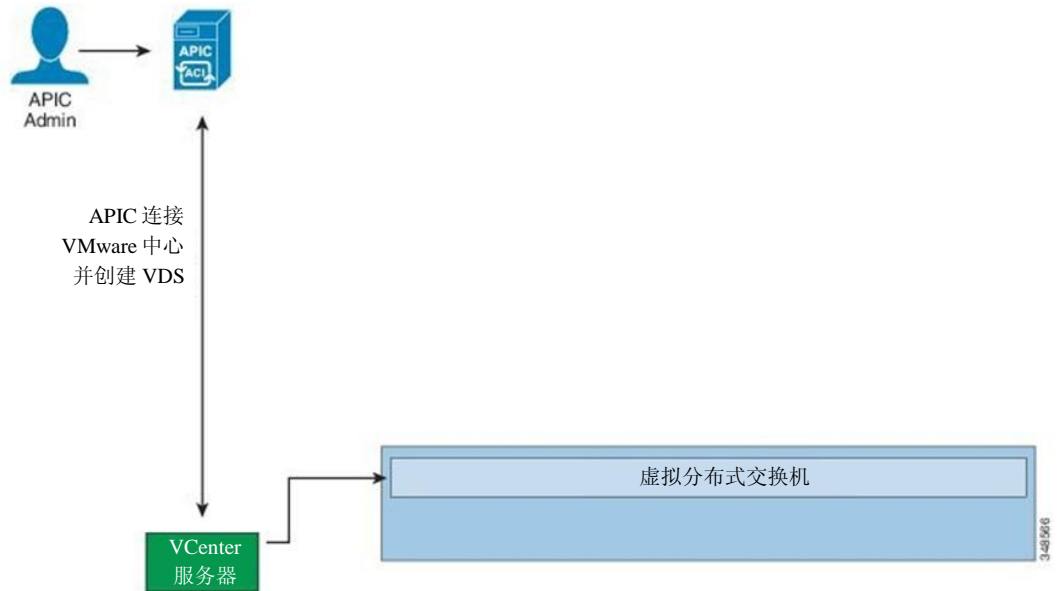 APIC
ACI
APIC
Admin
APIC 连接
VMware 中心
并创建 VDS
虚拟分布式交换机
VCenter
服务器
348566